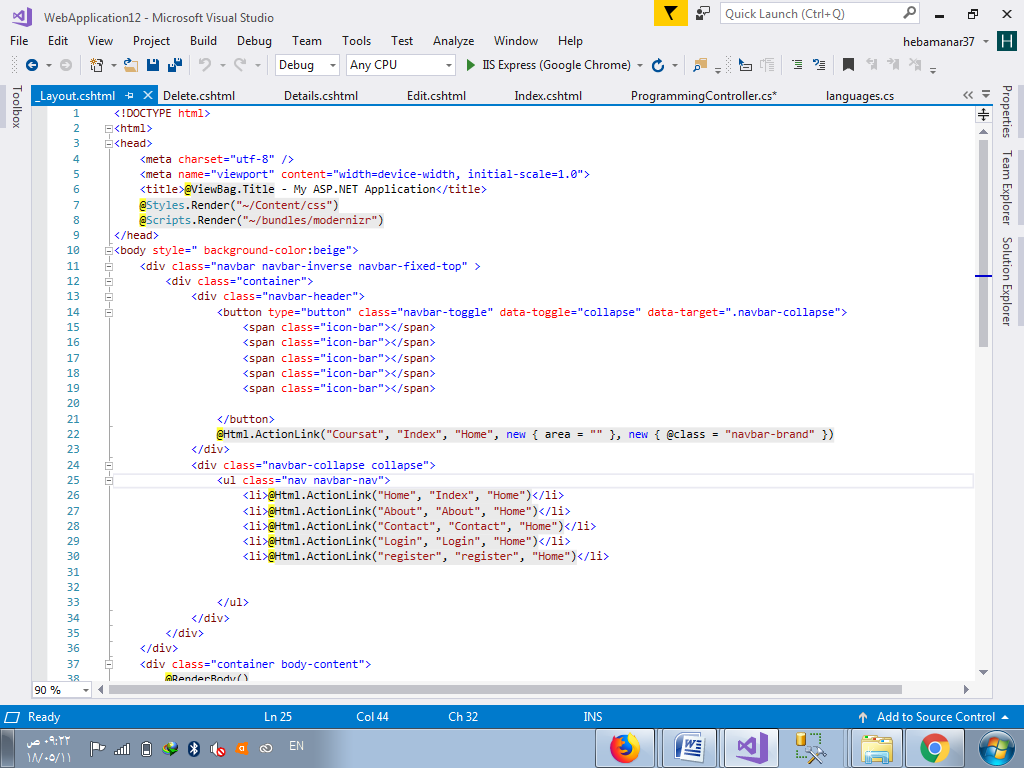 WebApplication12 - Microsoft Visual Studio
Quick Launch (Ctrl+Q)
File Edit View Project Build Debug Team Tools Test Analyze Window Help
hebamanar37 H
Debug Any CPU IIS Express (Google Chrome)
Toolbox
_Layout.cshtml Delete.cshtml Details.cshtml Edit.cshtml Index.cshtml ProgrammingController.cs* languages.cs
Properties
Team Explorer
Solution Explorer
1 <!DOCTYPE html>
2 <html>
3 <head>
4 <meta charset="utf-8" />
5 <meta name="viewport" content="width=device-width, initial-scale=1.0">
6 <title>@ViewBag.Title - My ASP.NET Application</title>
7 @Styles.Render("~/Content/css")
8 @Scripts.Render("~/bundles/modernizr")
9 </head>
10 <body style=" background-color:beige">
11 <div class="navbar navbar-inverse navbar-fixed-top" >
12 <div class="container">
13 <div class="navbar-header">
14 <button type="button" class="navbar-toggle" data-toggle="collapse" data-target=".navbar-collapse">
15 <span class="icon-bar"></span>
16 <span class="icon-bar"></span>
17 <span class="icon-bar"></span>
18 <span class="icon-bar"></span>
19 <span class="icon-bar"></span>
20
21 </button>
22 @Html.ActionLink("Coursat", "Index", "Home", new { area = "" }, new { @class = "navbar-brand" })
23 </div>
24 <div class="navbar-collapse collapse">
25 <ul class="nav navbar-nav">
26 <li>@Html.ActionLink("Home", "Index", "Home")</li>
27 <li>@Html.ActionLink("About", "About", "Home")</li>
28 <li>@Html.ActionLink("Contact", "Contact", "Home")</li>
29 <li>@Html.ActionLink("Login", "Login", "Home")</li>
30 <li>@Html.ActionLink("register", "register", "Home")</li>
31
32
33 </ul>
34 </div>
35 </div>
36 </div>
37 <div class="container body-content">
38 @RenderBody()
90 %
Ready Ln 25 Col 44 Ch 32 INS Add to Source Control
٠٩:٢٢ ص
١٨/٠٥/١١
EN